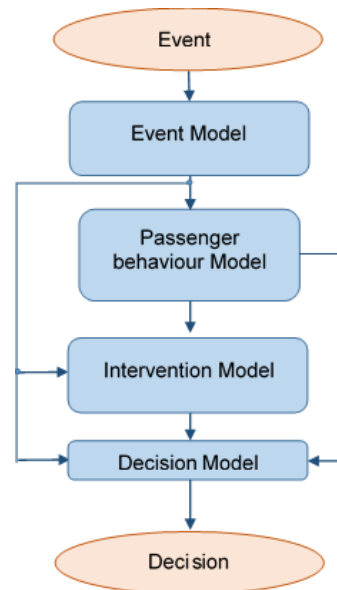 Event
Event Model
Passenger
behaviour Model
Intervention Model
Decision Model
Decision